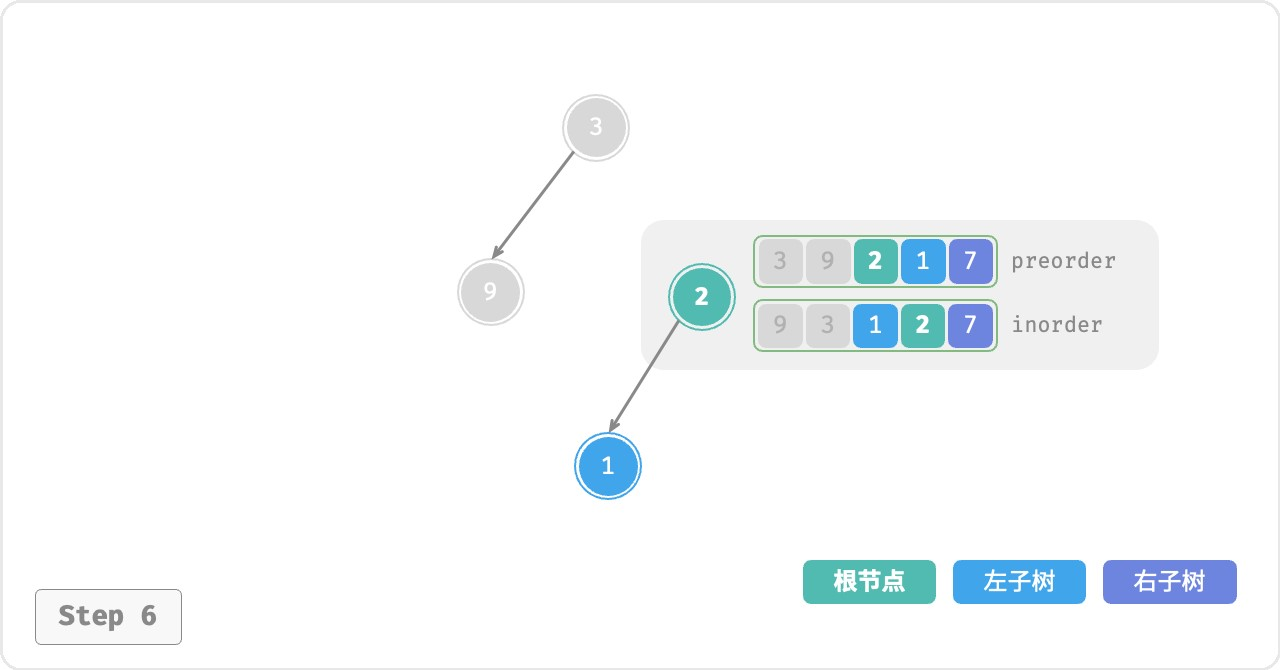 3
9
2
3 9 2 1 7 preorder
9 3 1 2 7 inorder
1
根节点 左子树 右子树
Step 6